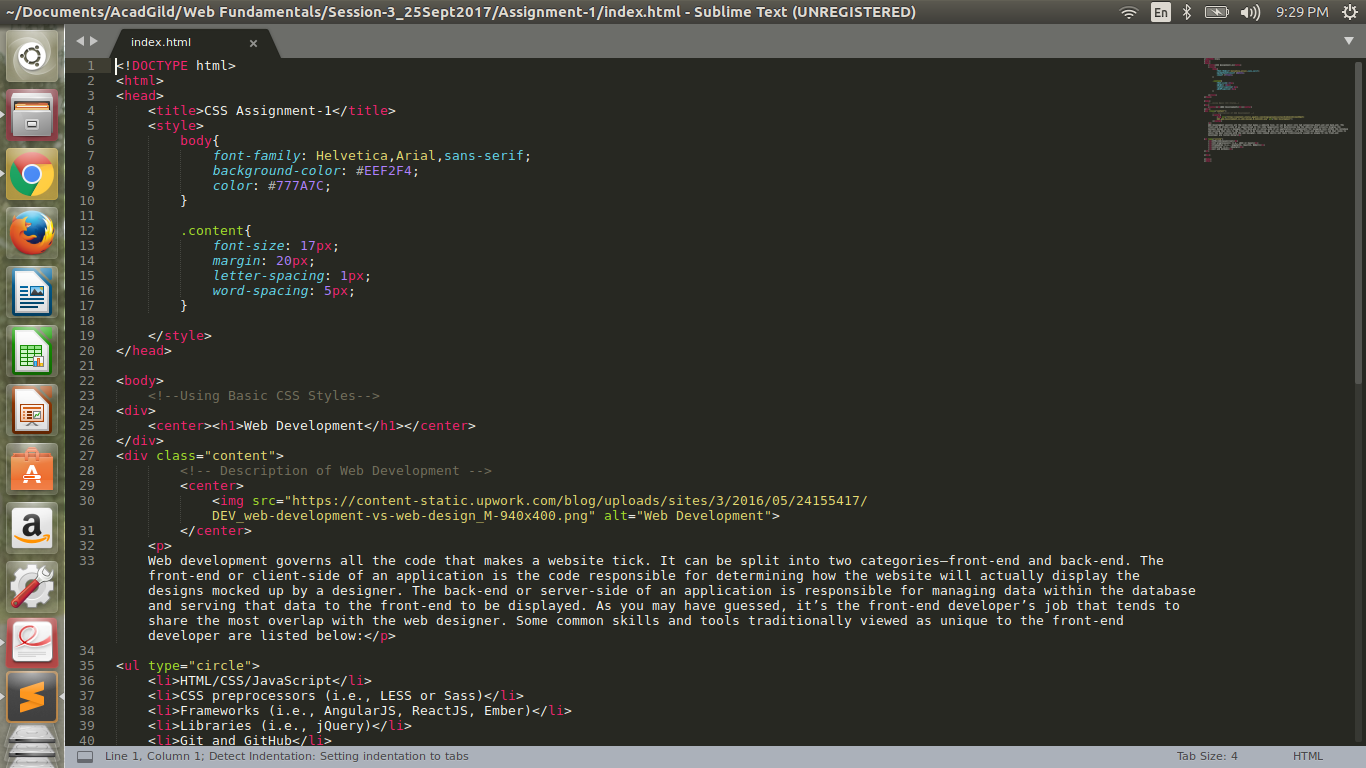 ~/Documents/AcadGild/Web Fundamentals/Session-3_25Sept2017/Assignment-1/index.html - Sublime Text (UNREGISTERED)
En
9:29 PM
index.html ×
1 <!DOCTYPE html>
2 <html>
3 <head>
4     <title>CSS Assignment-1</title>
5     <style>
6         body{
7             font-family: Helvetica,Arial,sans-serif;
8             background-color: #EEF2F4;
9             color: #777A7C;
10         }
11
12         .content{
13             font-size: 17px;
14             margin: 20px;
15             letter-spacing: 1px;
16             word-spacing: 5px;
17         }
18
19     </style>
20 </head>
21
22 <body>
23     <!--Using Basic CSS Styles-->
24 <div>
25     <center><h1>Web Development</h1></center>
26 </div>
27 <div class="content">
28         <!-- Description of Web Development -->
29         <center>
30             <img src="https://content-static.upwork.com/blog/uploads/sites/3/2016/05/24155417/
            DEV_web-development-vs-web-design_M-940x400.png" alt="Web Development">
31         </center>
32     <p>
33     Web development governs all the code that makes a website tick. It can be split into two categories—front-end and back-end. The
    front-end or client-side of an application is the code responsible for determining how the website will actually display the
    designs mocked up by a designer. The back-end or server-side of an application is responsible for managing data within the database
    and serving that data to the front-end to be displayed. As you may have guessed, it’s the front-end developer’s job that tends to
    share the most overlap with the web designer. Some common skills and tools traditionally viewed as unique to the front-end
    developer are listed below:</p>
34
35 <ul type="circle">
36     <li>HTML/CSS/JavaScript</li>
37     <li>CSS preprocessors (i.e., LESS or Sass)</li>
38     <li>Frameworks (i.e., AngularJS, ReactJS, Ember)</li>
39     <li>Libraries (i.e., jQuery)</li>
40     <li>Git and GitHub</li>
Line 1, Column 1; Detect Indentation: Setting indentation to tabs
Tab Size: 4
HTML